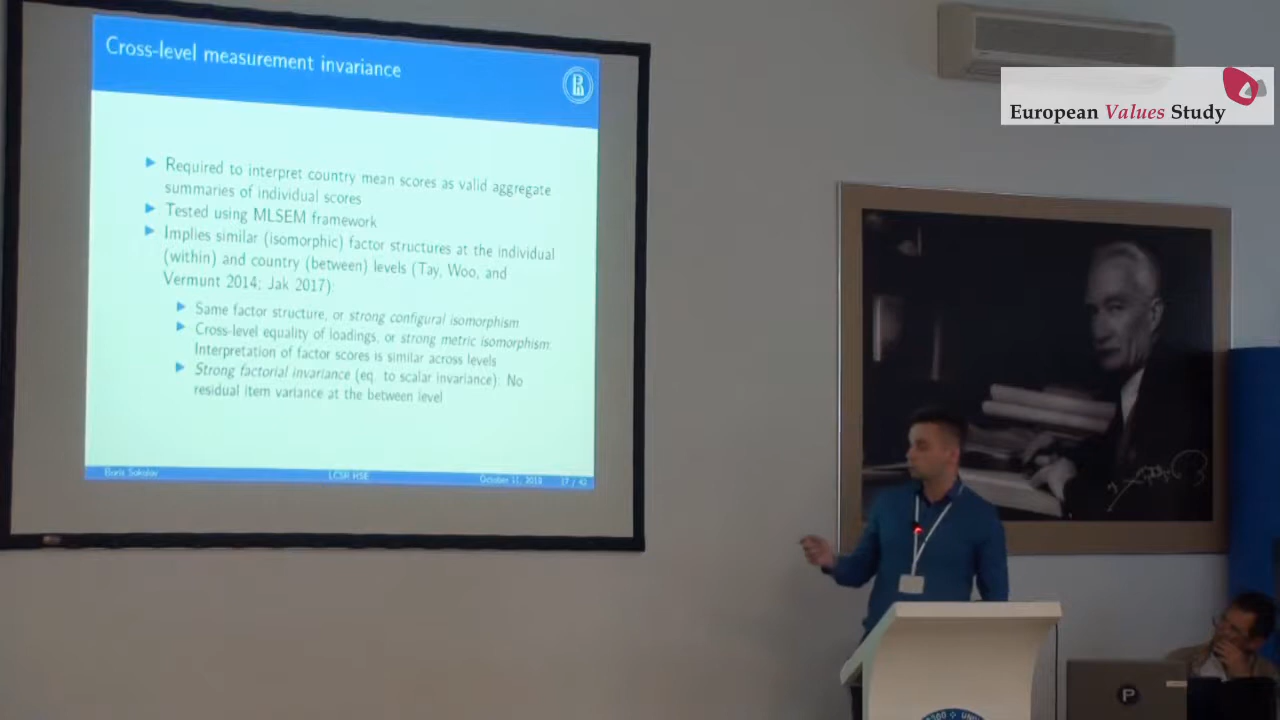 Cross-level measurement invariance
European Values Study
Required to interpret country mean scores as valid aggregate
summaries of individual scores
Tested using MLSEM framework
Implies similar (isomorphic) factor structures at the individual
(within) and country (between) levels (Tay, Woo, and
Vermunt 2014; Jak 2017):
Same factor structure, or strong configural isomorphism
Cross-level equality of loadings, or strong metric isomorphism:
Interpretation of factor scores is similar across levels
Strong factorial invariance (eq. to scalar invariance): No
residual item variance at the between level
Boris Sokolov LCSR HSE October 11, 2018 17 / 42
P